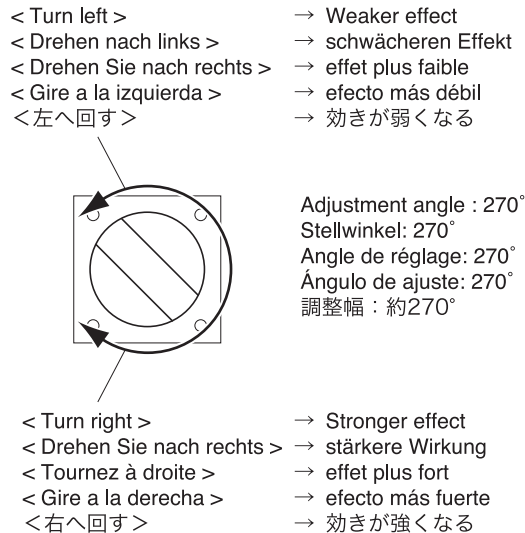 < Turn left > → Weaker effect
< Drehen nach links > → schwächeren Effekt
< Drehen Sie nach rechts > → effet plus faible
< Gire a la izquierda > → efecto más débil
＜左へ回す＞ → 効きが弱くなる
Adjustment angle : 270°
Stellwinkel: 270°
Angle de réglage: 270°
Ángulo de ajuste: 270°
調整幅：約270°
< Turn right > → Stronger effect
< Drehen Sie nach rechts > → stärkere Wirkung
< Tournez à droite > → effet plus fort
< Gire a la derecha > → efecto más fuerte
＜右へ回す＞ → 効きが強くなる